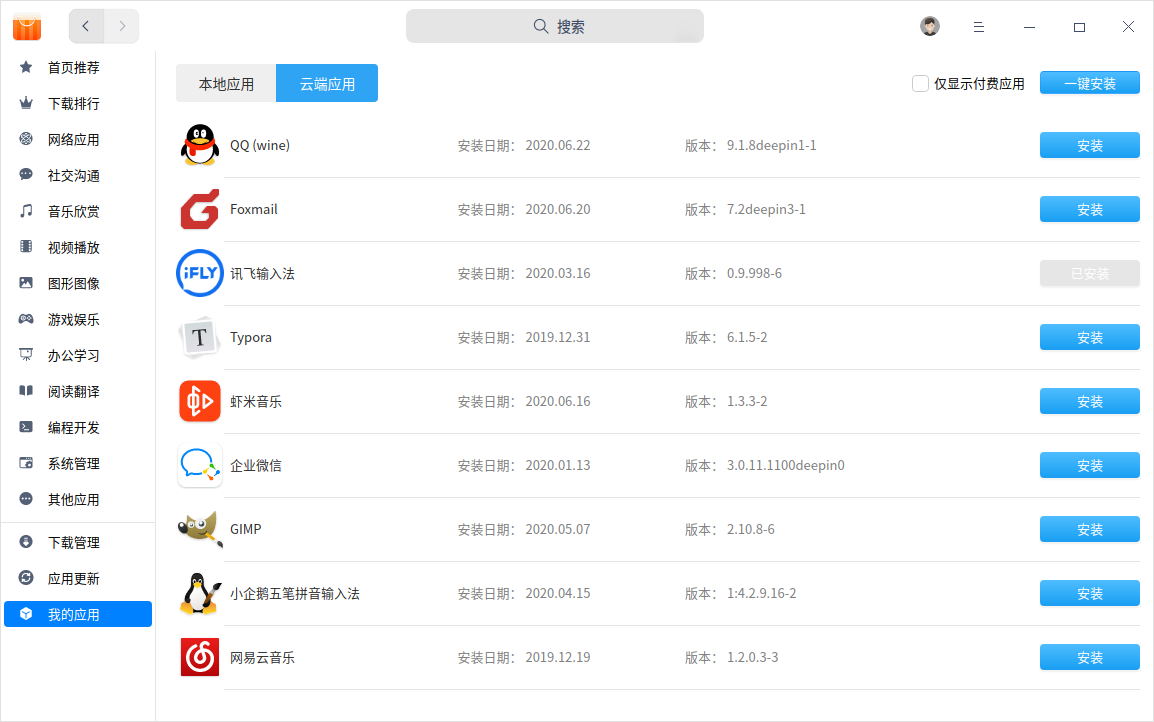 搜索
首页推荐
下载排行
网络应用
社交沟通
音乐欣赏
视频播放
图形图像
游戏娱乐
办公学习
阅读翻译
编程开发
系统管理
其他应用
下载管理
应用更新
我的应用
本地应用 云端应用 仅显示付费应用 一键安装
QQ (wine) 安装日期： 2020.06.22 版本： 9.1.8deepin1-1 安装
Foxmail 安装日期： 2020.06.20 版本： 7.2deepin3-1 安装
iFLY 讯飞输入法 安装日期： 2020.03.16 版本： 0.9.998-6 已安装
T Typora 安装日期： 2019.12.31 版本： 6.1.5-2 安装
虾米音乐 安装日期： 2020.06.16 版本： 1.3.3-2 安装
企业微信 安装日期： 2020.01.13 版本： 3.0.11.1100deepin0 安装
GIMP 安装日期： 2020.05.07 版本： 2.10.8-6 安装
小企鹅五笔拼音输入法 安装日期： 2020.04.15 版本： 1:4.2.9.16-2 安装
网易云音乐 安装日期： 2019.12.19 版本： 1.2.0.3-3 安装